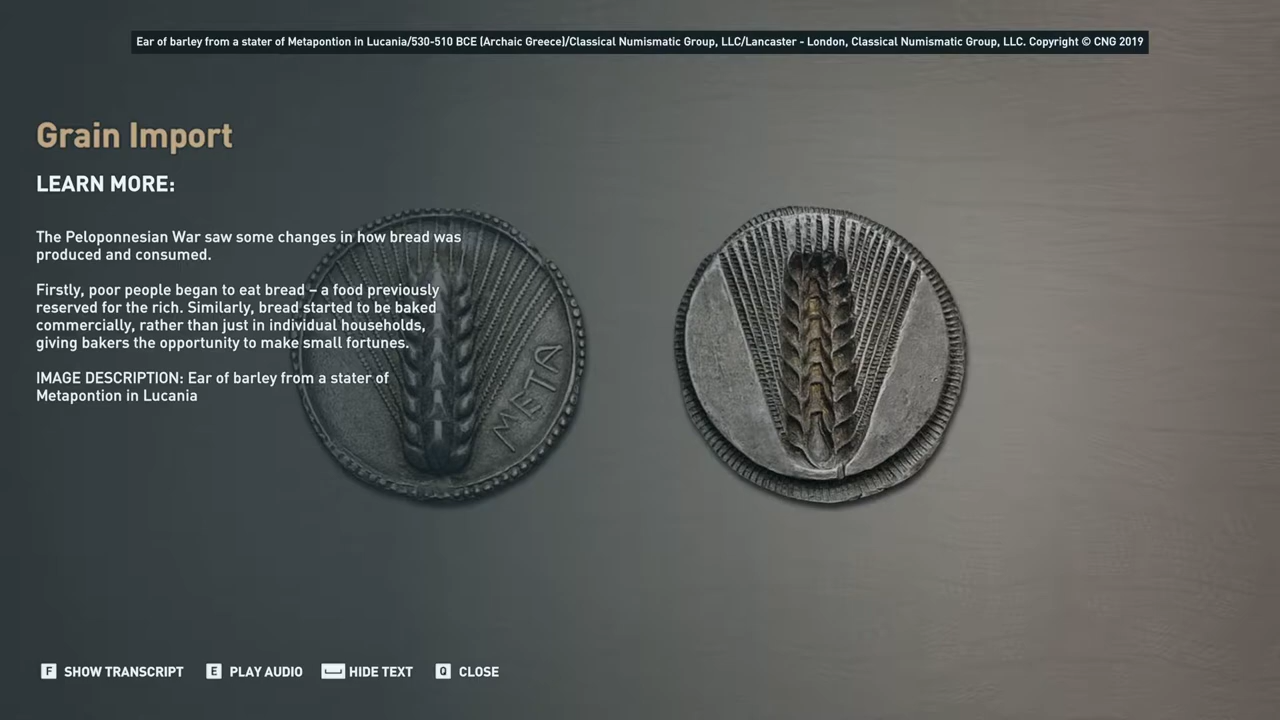 Ear of barley from a stater of Metapontion in Lucania/530-510 BCE (Archaic Greece)/Classical Numismatic Group, LLC/Lancaster - London, Classical Numismatic Group, LLC. Copyright © CNG 2019
Grain Import
LEARN MORE:
The Peloponnesian War saw some changes in how bread was
produced and consumed.
Firstly, poor people began to eat bread – a food previously
reserved for the rich. Similarly, bread started to be baked
commercially, rather than just in individual households,
giving bakers the opportunity to make small fortunes.
IMAGE DESCRIPTION: Ear of barley from a stater of
Metapontion in Lucania
META
F SHOW TRANSCRIPT E PLAY AUDIO HIDE TEXT Q CLOSE